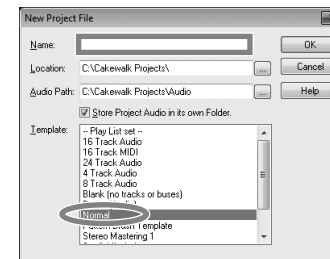 New Project File
Name:
OK
Location: C:\Cakewalk Projects\ ...
Cancel
Audio Path: C:\Cakewalk Projects\Audio ...
Help
Store Project Audio in its own Folder.
Template:
-- Play List set --
16 Track Audio
16 Track MIDI
24 Track Audio
4 Track Audio
8 Track Audio
Blank (no tracks or buses)
Normal
Template
Stereo Mastering 1